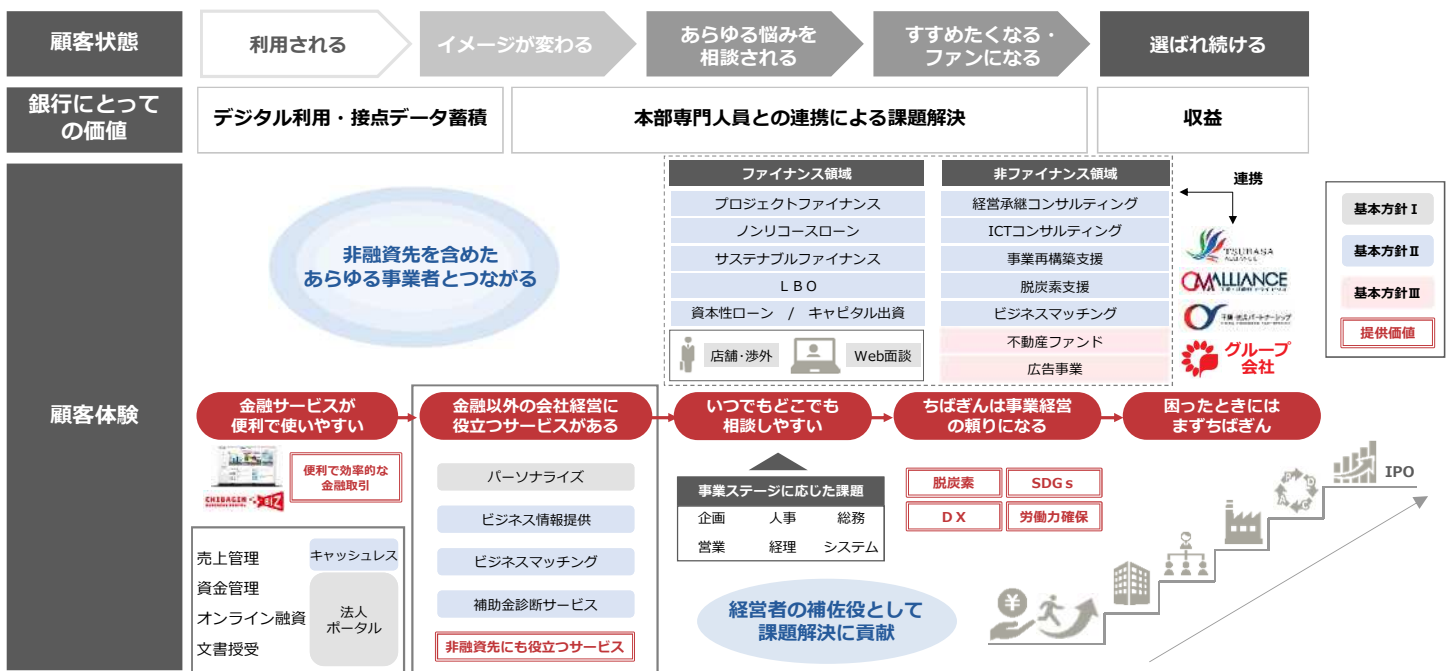 顧客状態
利用される
イメージが変わる
あらゆる悩みを
相談される
すすめたくなる・
ファンになる
選ばれ続ける
銀行にとって
の価値
デジタル利用・接点データ蓄積
本部専門人員との連携による課題解決
収益
顧客体験
非融資先を含めた
あらゆる事業者とつながる
ファイナンス領域
プロジェクトファイナンス
ノンリコースローン
サステナブルファイナンス
ＬＢＯ
資本性ローン / キャピタル出資
店舗・渉外
Web面談
非ファイナンス領域
経営承継コンサルティング
ICTコンサルティング
事業再構築支援
脱炭素支援
ビジネスマッチング
不動産ファンド
広告事業
連携
TSUBASA
ALLIANCE
千葉・横浜パートナーシップ
グループ
会社
基本方針Ⅰ
基本方針Ⅱ
基本方針Ⅲ
提供価値
金融サービスが
便利で使いやすい
金融以外の会社経営に
役立つサービスがある
いつでもどこでも
相談しやすい
ちばぎんは事業経営
の頼りになる
困ったときには
まずちばぎん
便利で効率的な
金融取引
CHIBAGIN
BIZ
売上管理
資金管理
オンライン融資
文書授受
キャッシュレス
法人
ポータル
パーソナライズ
ビジネス情報提供
ビジネスマッチング
補助金診断サービス
非融資先にも役立つサービス
事業ステージに応じた課題
企画 人事 総務
営業 経理 システム
経営者の補佐役として
課題解決に貢献
脱炭素
SDGｓ
ＤＸ
労働力確保
¥
P
D
C
A
IPO